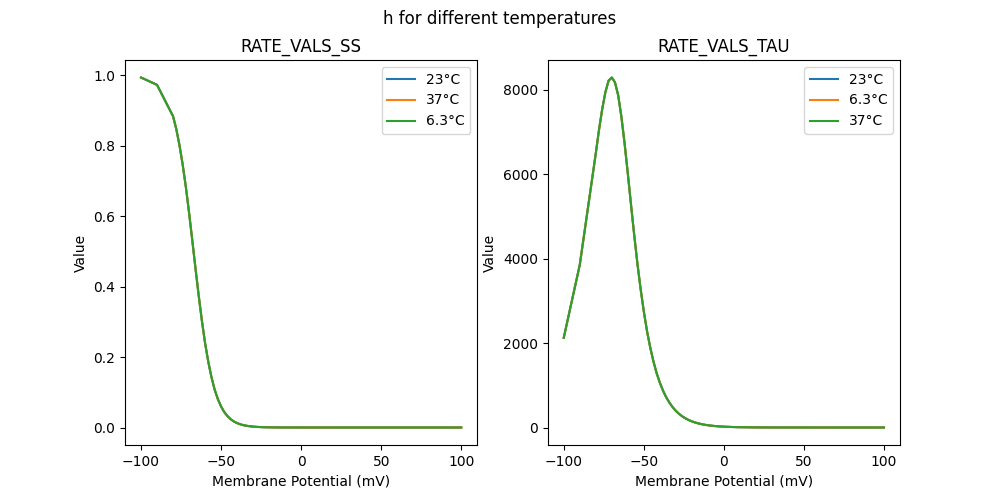 h for different temperatures
RATE_VALS_SS
1.0
0.8
0.6
0.4
0.2
0.0
Value
23°C
37°C
6.3°C
−100
−50
0
50
100
Membrane Potential (mV)
RATE_VALS_TAU
8000
6000
4000
2000
0
Value
23°C
6.3°C
37°C
−100
−50
0
50
100
Membrane Potential (mV)